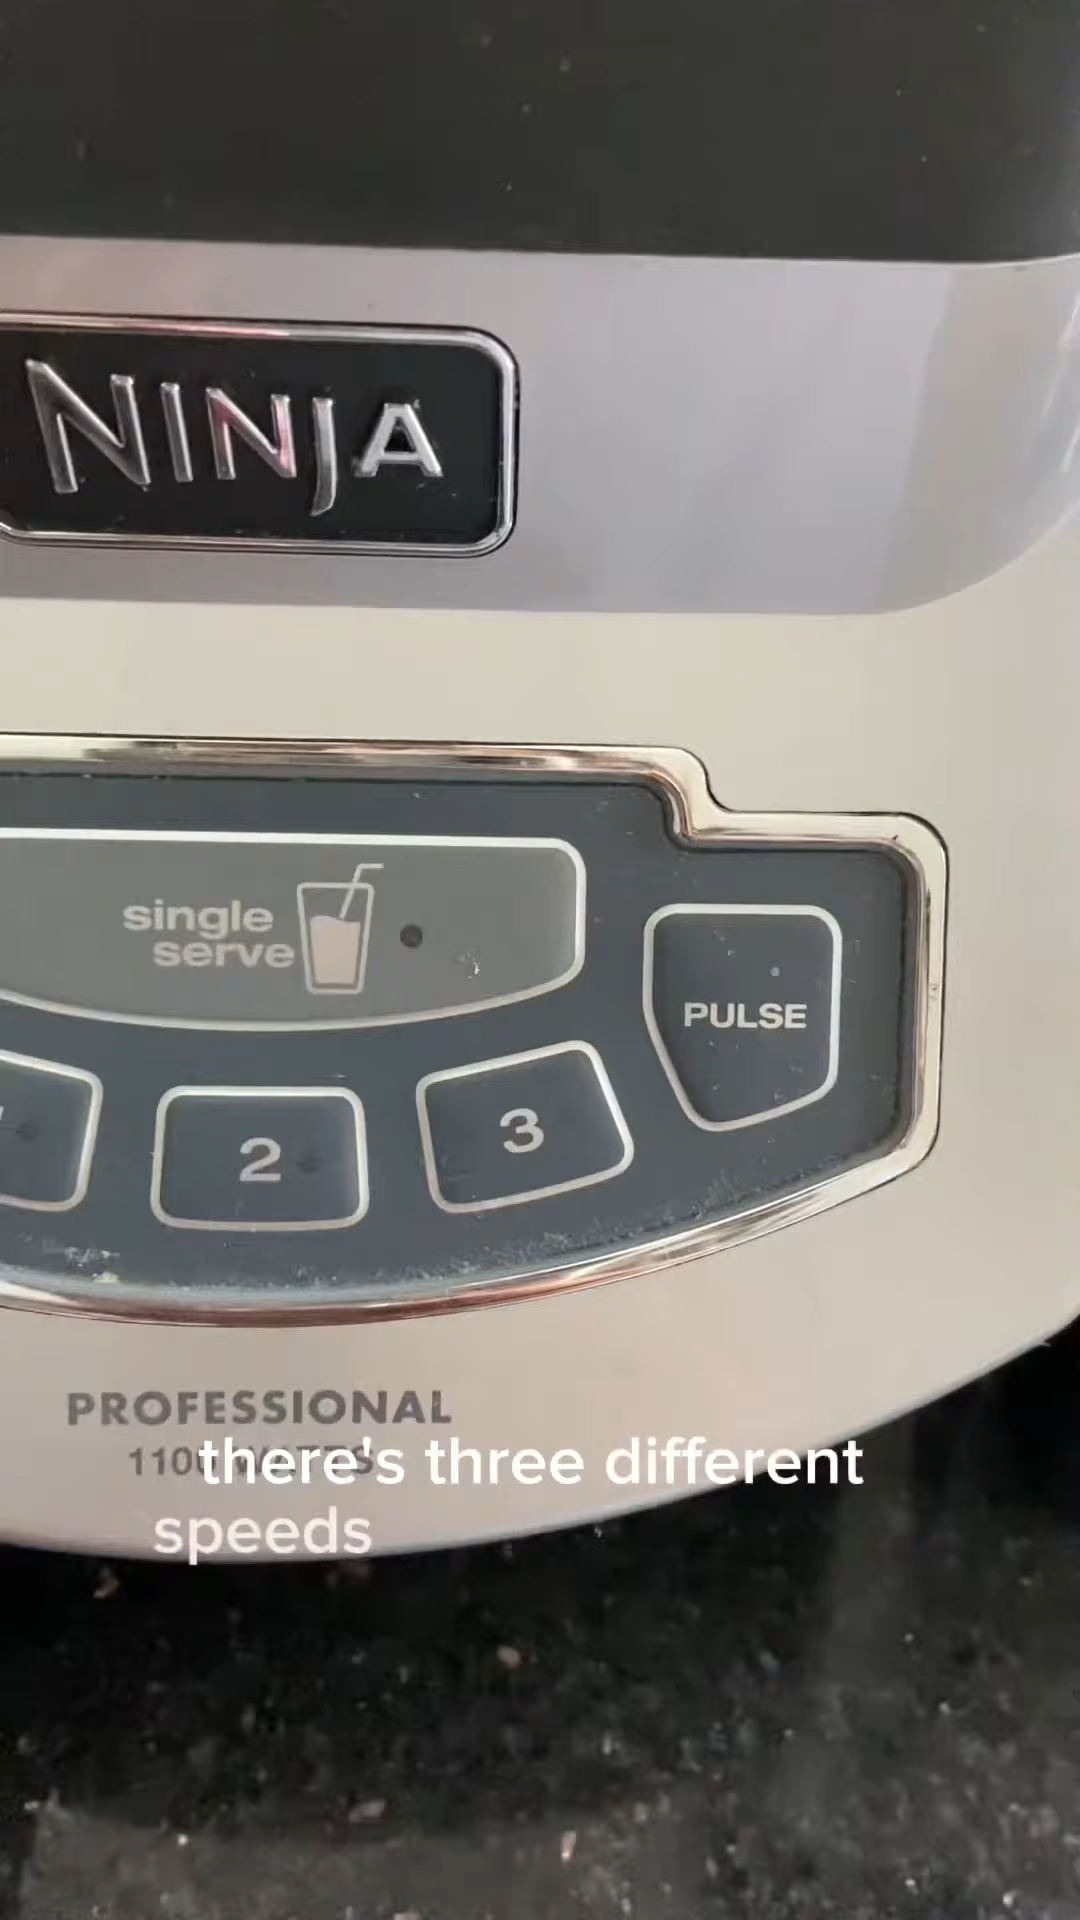 NINJA
single
serve
PULSE
2
3
PROFESSIONAL
there's three different
speeds